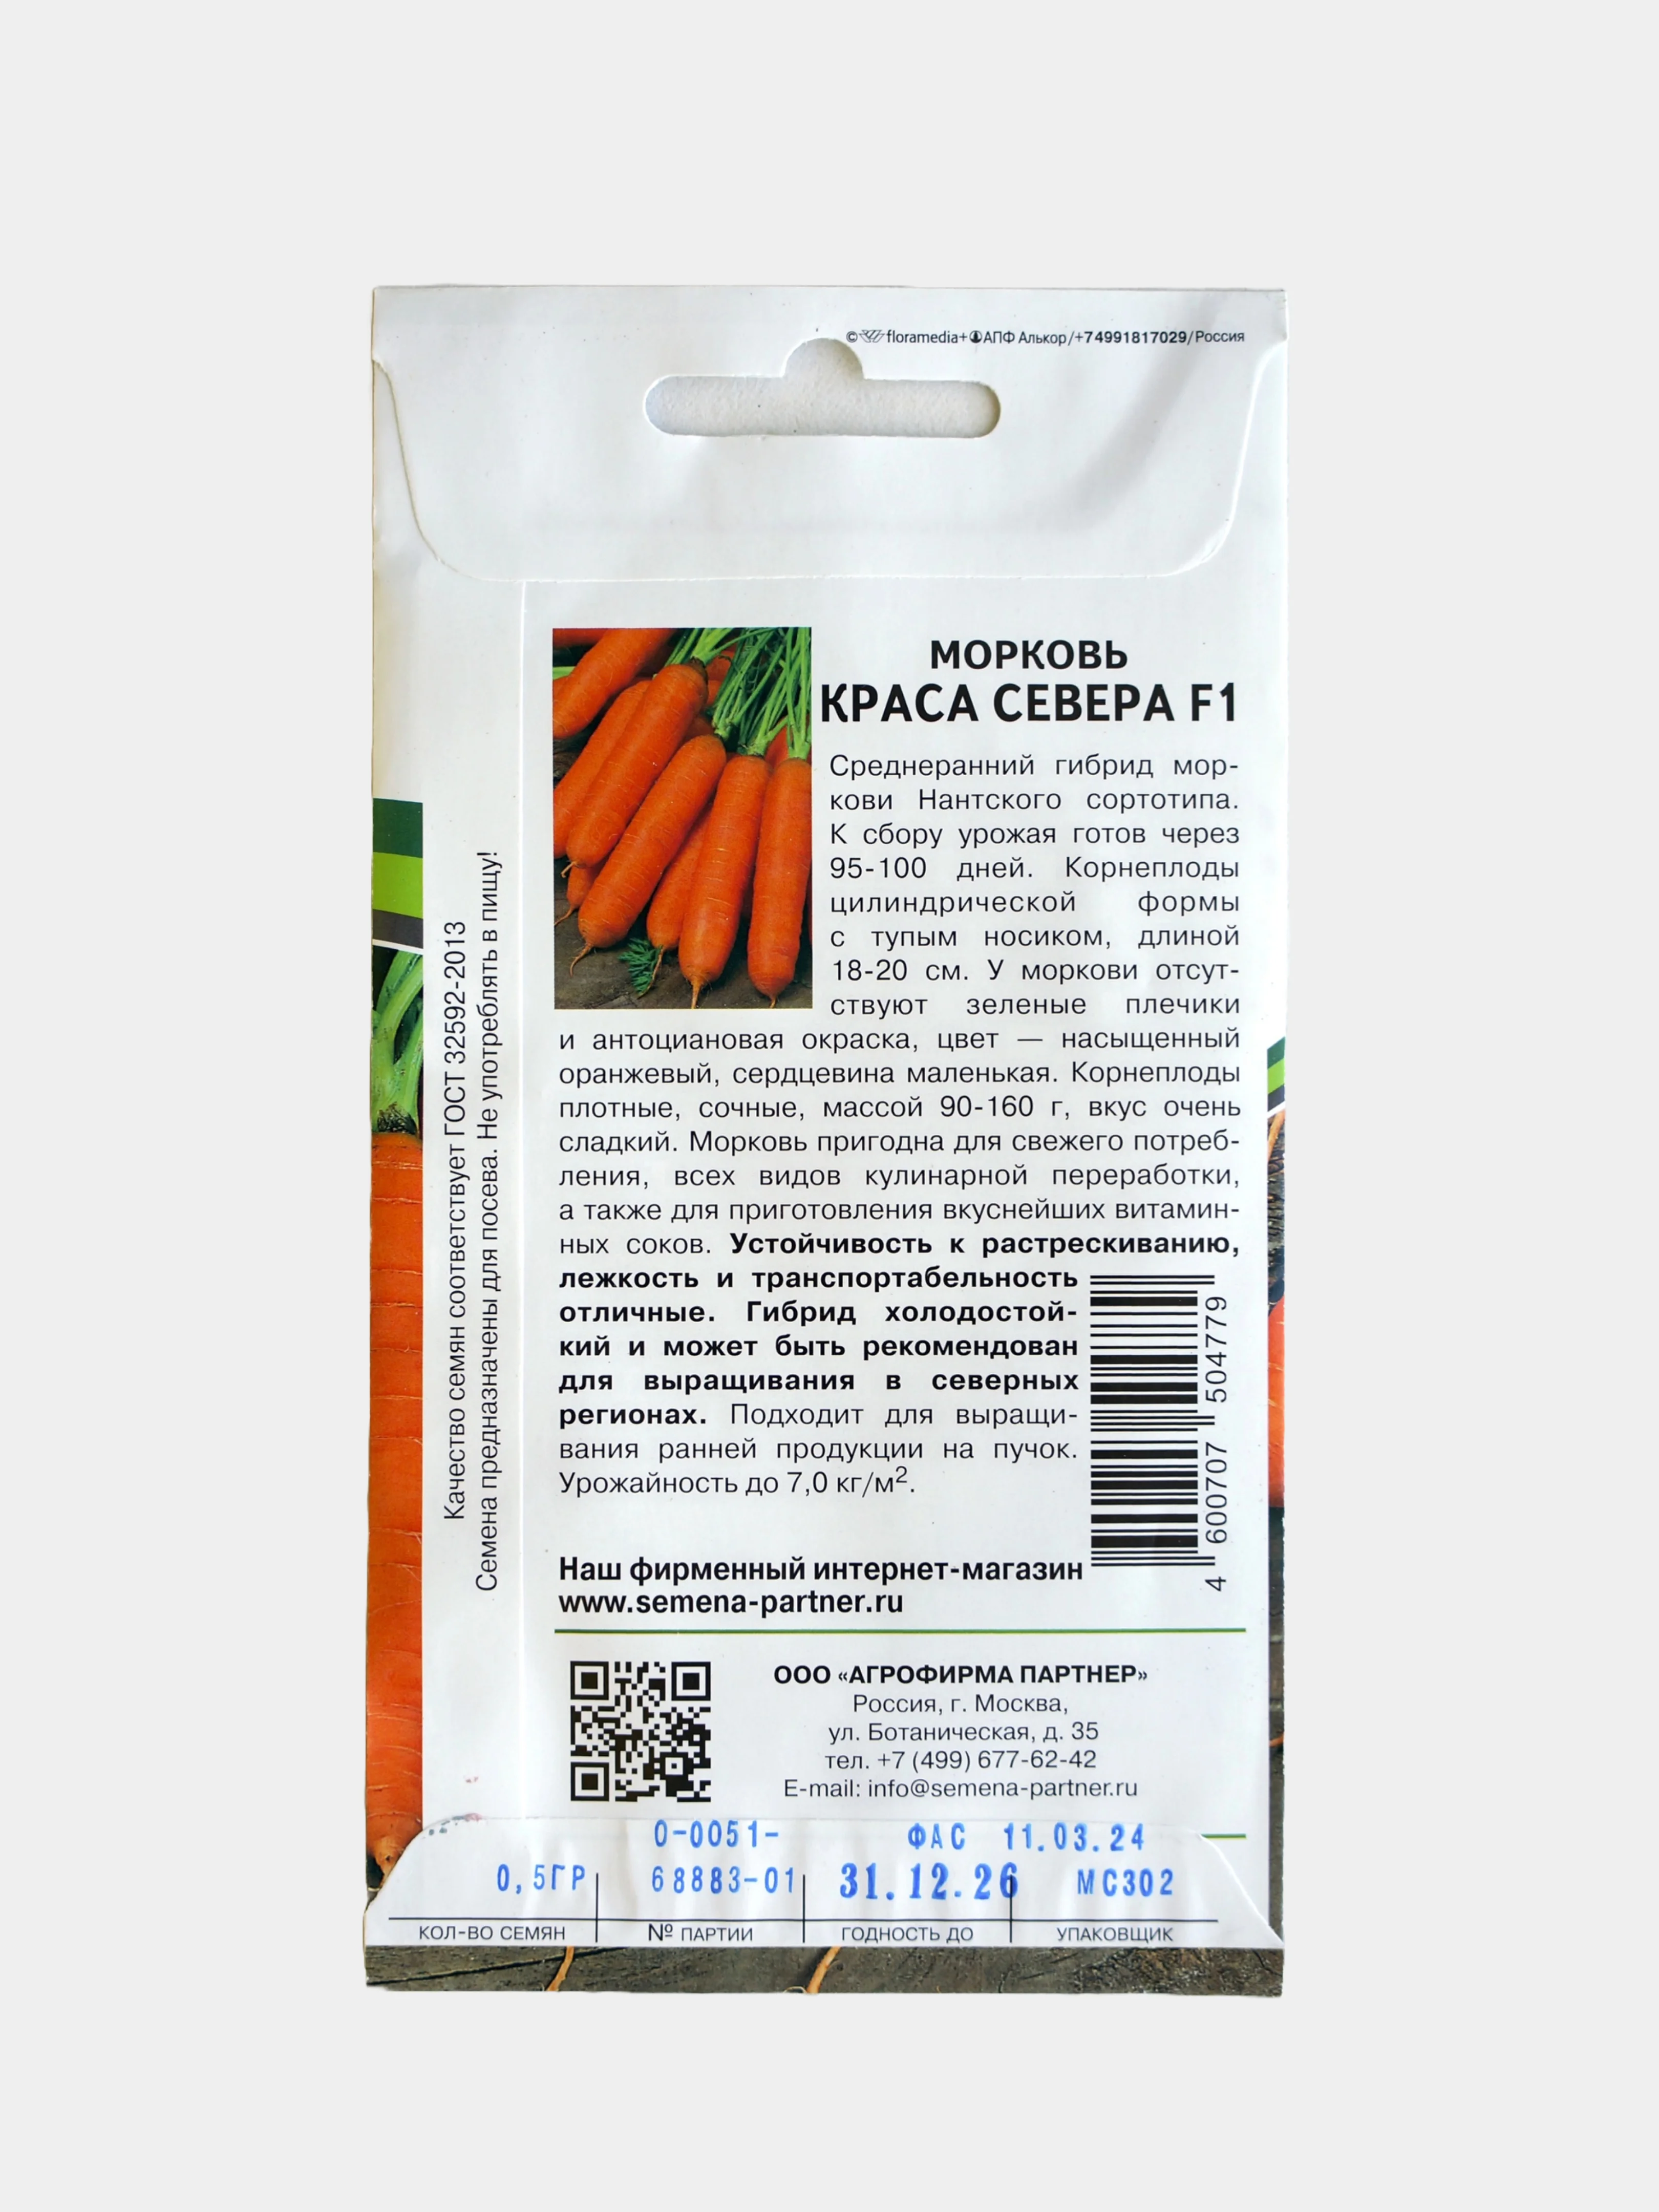 © floramedia+АПФ Алькор/+74991817029/Россия
МОРКОВЬ
КРАСА СЕВЕРА F1
Среднеранний гибрид мор-
кови Нантского сортотипа.
К сбору урожая готов через
95-100 дней. Корнеплоды
цилиндрической формы
с тупым носиком, длиной
18-20 см. У моркови отсут-
ствуют зеленые плечики
и антоциановая окраска, цвет — насыщенный
оранжевый, сердцевина маленькая. Корнеплоды
плотные, сочные, массой 90-160 г, вкус очень
сладкий. Морковь пригодна для свежего потреб-
ления, всех видов кулинарной переработки,
а также для приготовления вкуснейших витамин-
ных соков. Устойчивость к растрескиванию,
лежкость и транспортабельность
отличные. Гибрид холодостой-
кий и может быть рекомендован
для выращивания в северных
регионах. Подходит для выращи-
вания ранней продукции на пучок.
Урожайность до 7,0 кг/м².
4 600707 504779
Качество семян соответствует ГОСТ 32592-2013
Семена предназначены для посева. Не употреблять в пищу!
Наш фирменный интернет-магазин
www.semena-partner.ru
ООО «АГРОФИРМА ПАРТНЕР»
Россия, г. Москва,
ул. Ботаническая, д. 35
тел. +7 (499) 677-62-42
E-mail: info@semena-partner.ru
0-0051- ФАС 11.03.24
0,5ГР 68883-01 31.12.26 МС302
КОЛ-ВО СЕМЯН № ПАРТИИ ГОДНОСТЬ ДО УПАКОВЩИК